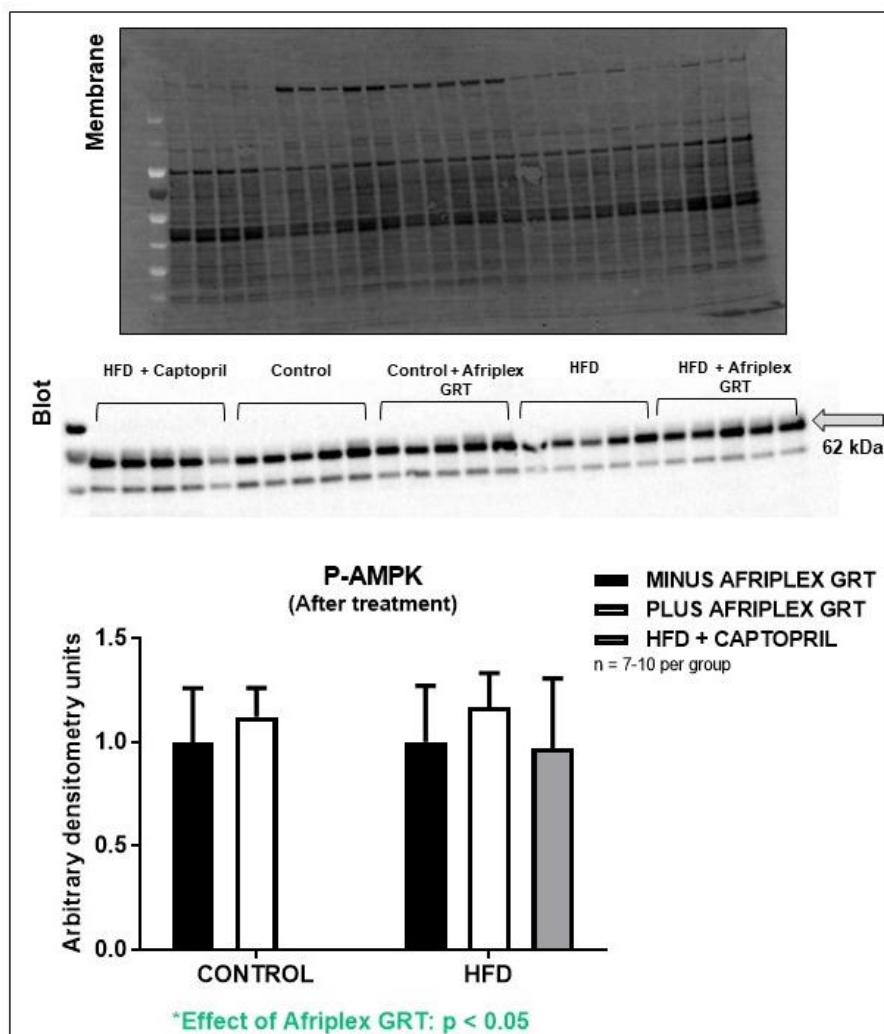 Membrane
Blot
HFD + Captopril
Control
Control + Afriplex
GRT
HFD
HFD + Afriplex
GRT
62 kDa
P-AMPK
(After treatment)
MINUS AFRIPLEX GRT
PLUS AFRIPLEX GRT
HFD + CAPTOPRIL
n = 7-10 per group
Arbitrary densitometry units
1.5
1.0
0.5
0.0
CONTROL
HFD
*Effect of Afriplex GRT: p < 0.05